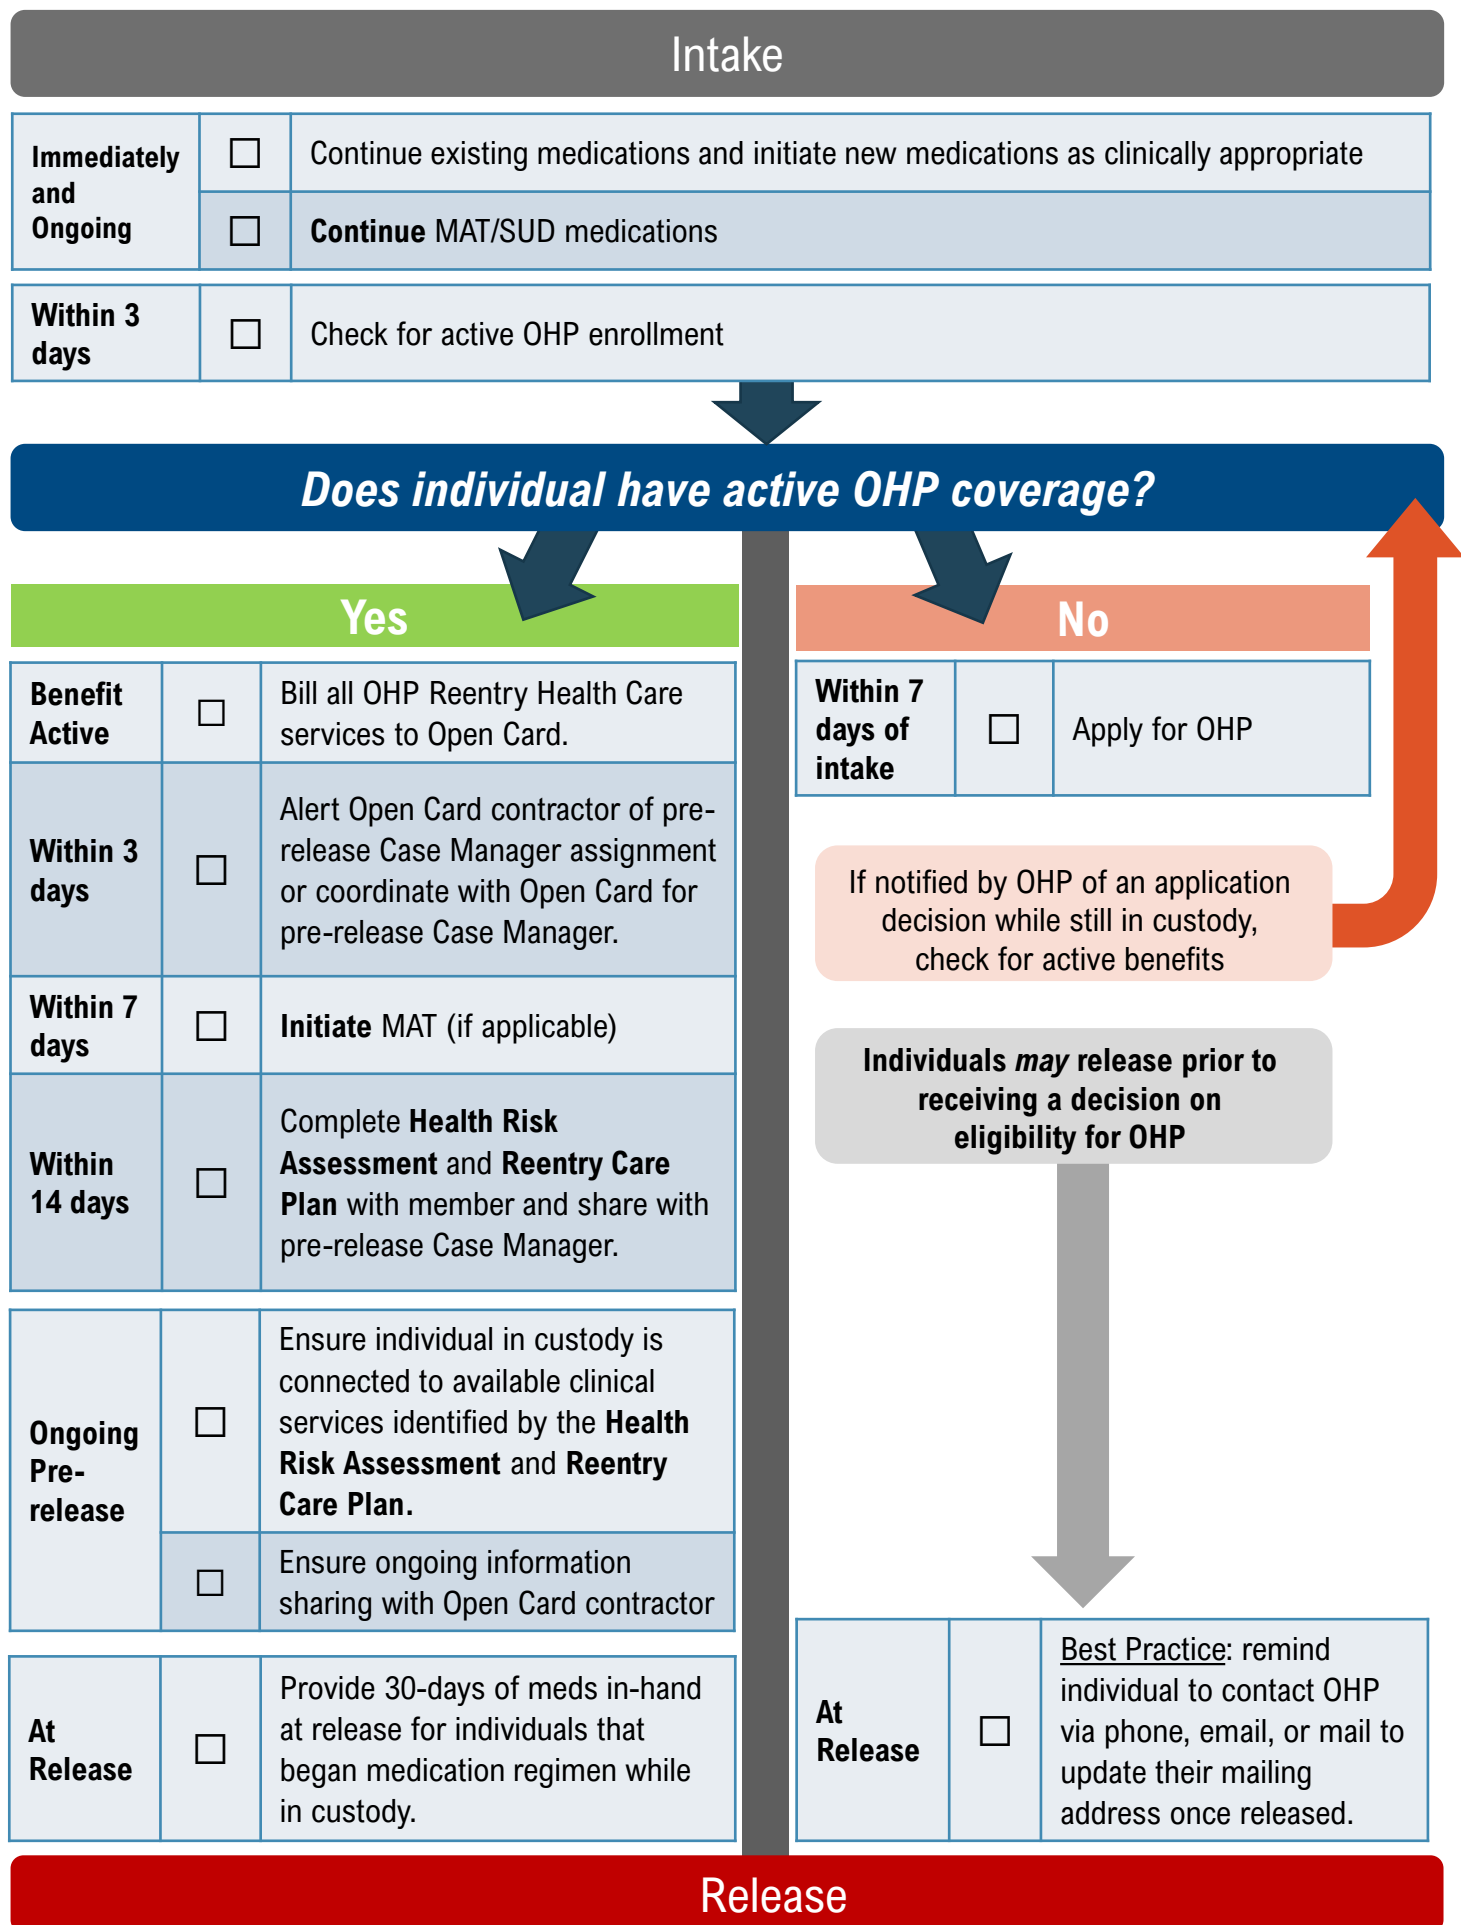 Intake
Immediately
and
Ongoing
☐
Continue existing medications and initiate new medications as clinically appropriate
☐
Continue MAT/SUD medications
Within 3
days
☐
Check for active OHP enrollment
Does individual have active OHP coverage?
Yes
Benefit
Active
☐
Bill all OHP Reentry Health Care
services to Open Card.
Within 3
days
☐
Alert Open Card contractor of pre-
release Case Manager assignment
or coordinate with Open Card for
pre-release Case Manager.
Within 7
days
☐
Initiate MAT (if applicable)
Within
14 days
☐
Complete Health Risk
Assessment and Reentry Care
Plan with member and share with
pre-release Case Manager.
Ongoing
Pre-
release
☐
Ensure individual in custody is
connected to available clinical
services identified by the Health
Risk Assessment and Reentry
Care Plan.
☐
Ensure ongoing information
sharing with Open Card contractor
At
Release
☐
Provide 30-days of meds in-hand
at release for individuals that
began medication regimen while
in custody.
No
Within 7
days of
intake
☐
Apply for OHP
If notified by OHP of an application
decision while still in custody,
check for active benefits
Individuals may release prior to
receiving a decision on
eligibility for OHP
At
Release
☐
Best Practice: remind
individual to contact OHP
via phone, email, or mail to
update their mailing
address once released.
Release